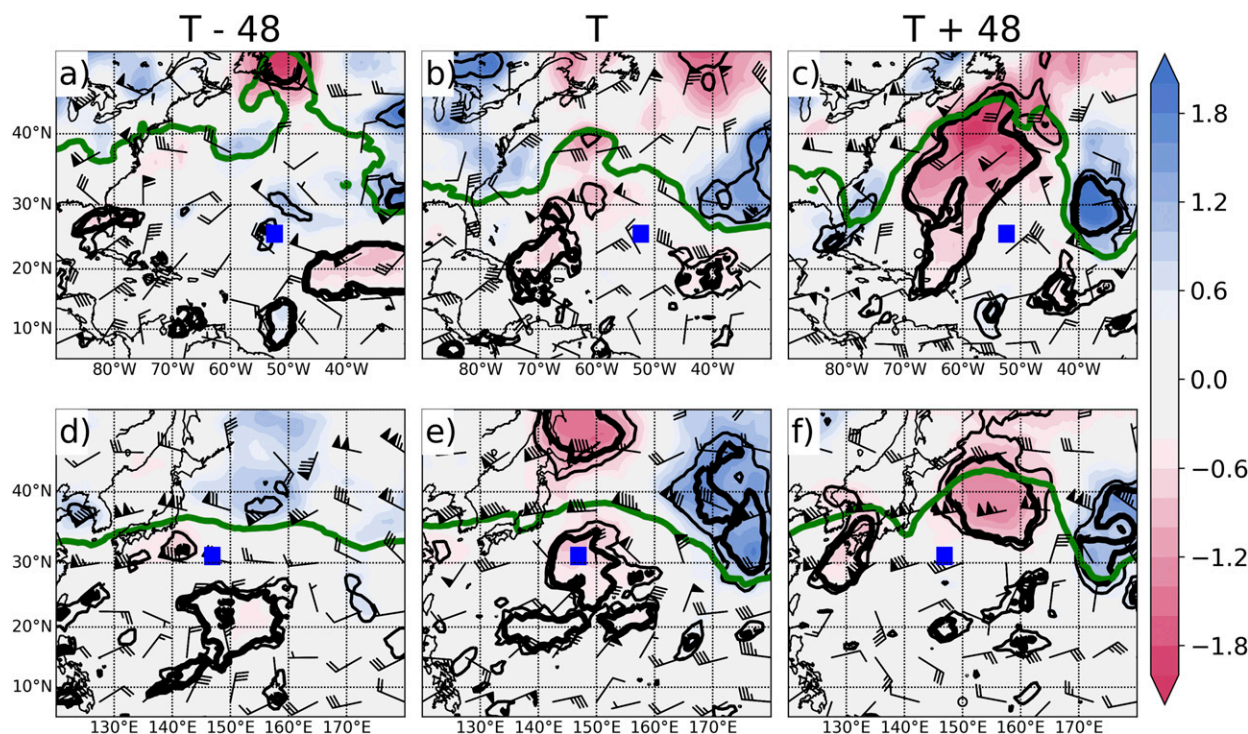 T - 48 T T + 48
a) b) c)
40°N 1.8
30°N 1.2
20°N 0.6
10°N 0.0
80°W 70°W 60°W 50°W 40°W 80°W 70°W 60°W 50°W 40°W 80°W 70°W 60°W 50°W 40°W
d) e) f)
40°N −0.6
30°N −1.2
20°N −1.8
10°N
130°E 140°E 150°E 160°E 170°E 130°E 140°E 150°E 160°E 170°E 130°E 140°E 150°E 160°E 170°E